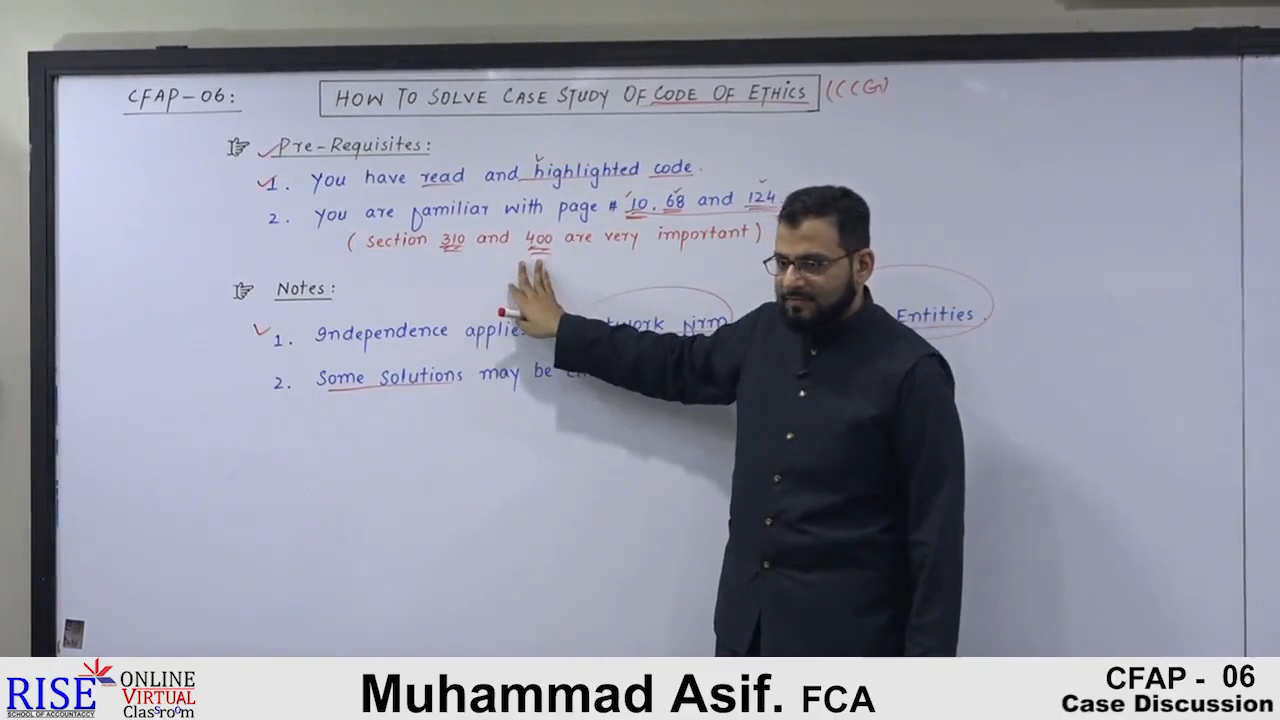 CFAP-06: HOW TO SOLVE CASE STUDY OF CODE OF ETHICS
Pre-Requisites:
1. You have read and highlighted code.
2. You are familiar with page # 10, 68 and 124
(Section 310 and 400 are very important)
Notes:
1. Independence applies Entities.
2. Some solutions may be
RISE SCHOOL OF ACCOUNTANCY
ONLINE VIRTUAL Classroom
Muhammad Asif. FCA
CFAP - 06
Case Discussion